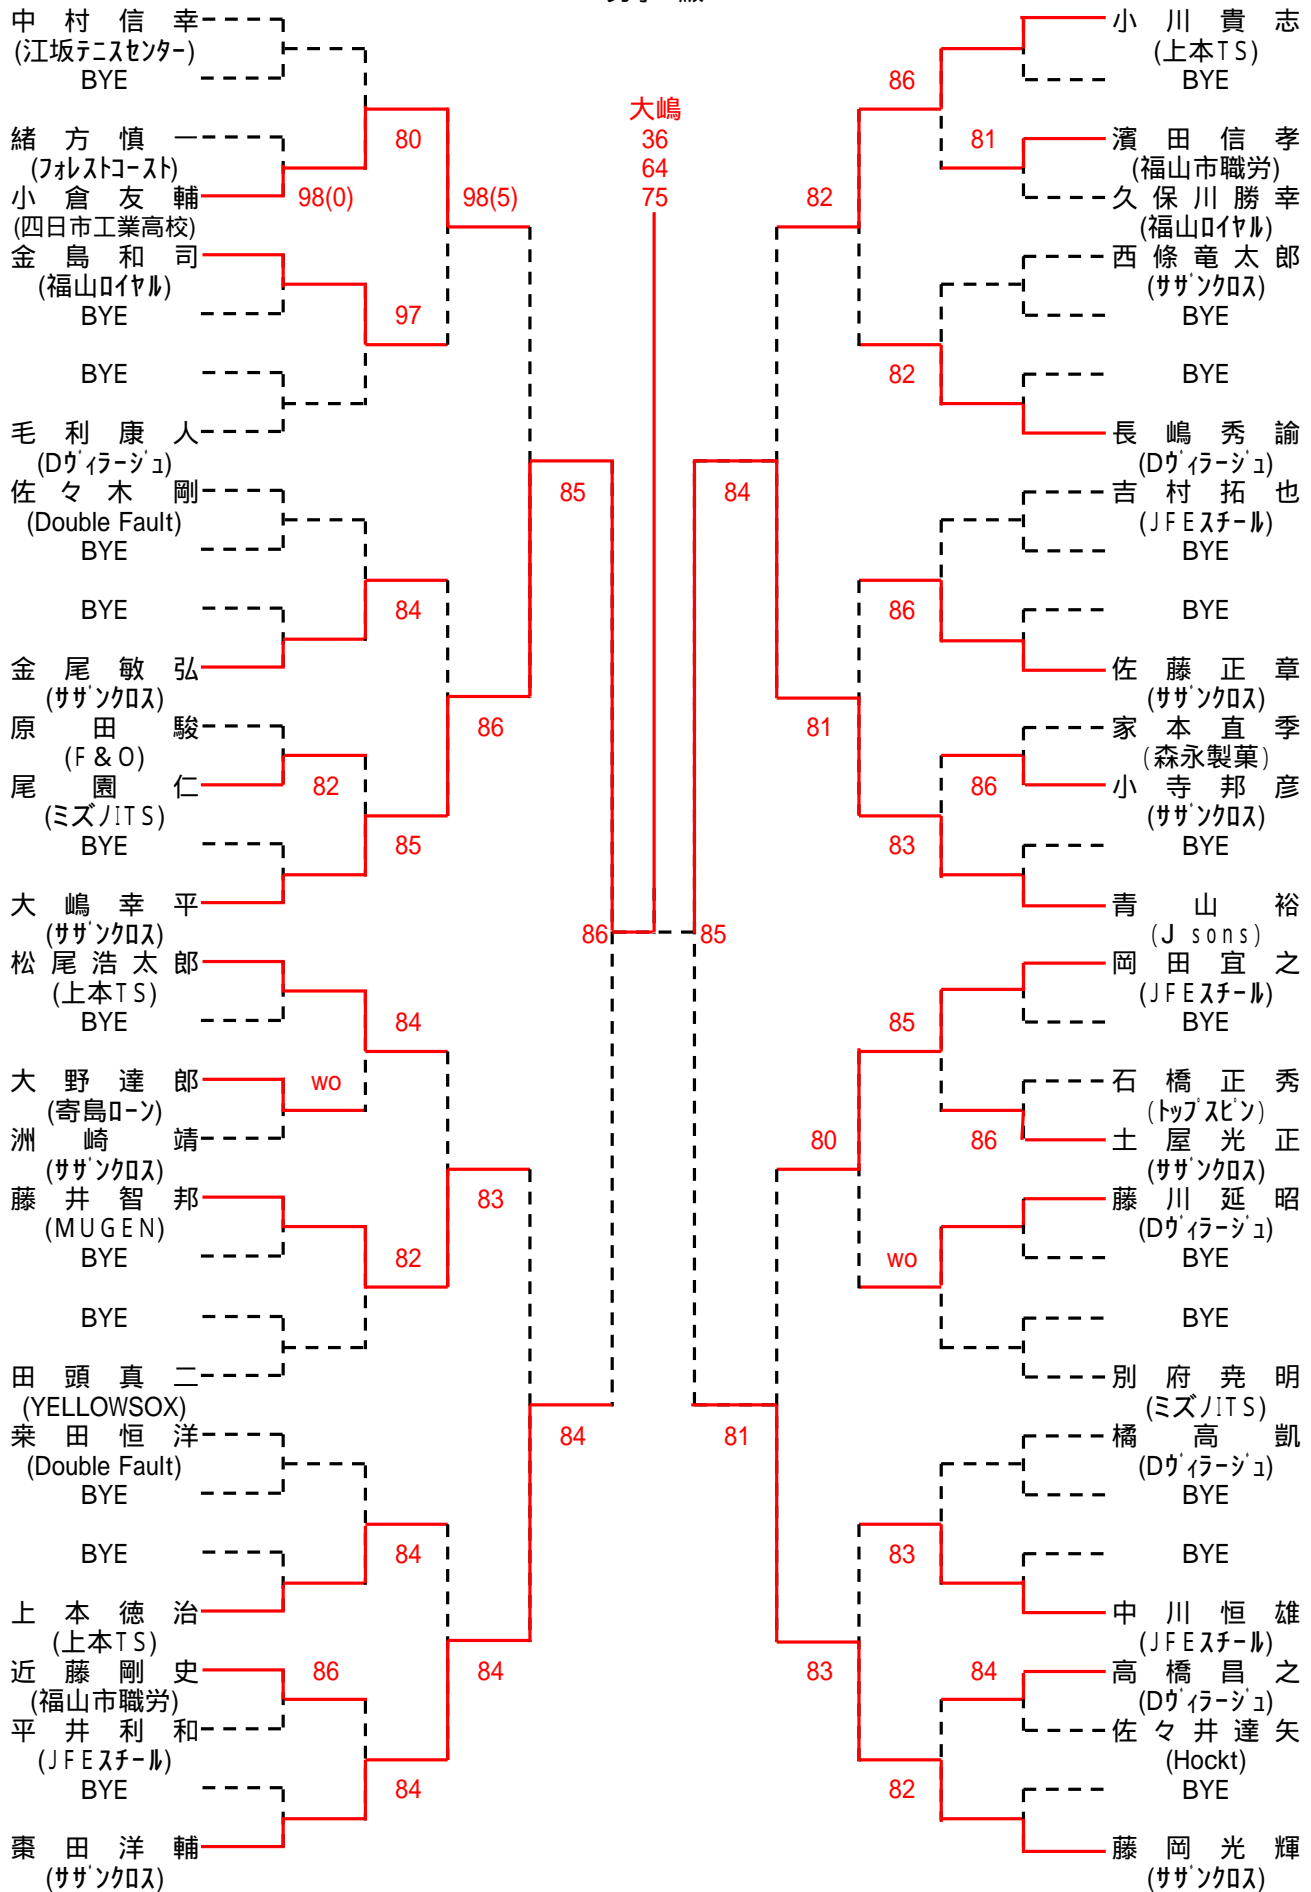 中村信幸
(江坂テニスセンター)
BYE
緒方慎一
(フォレストコースト)
小倉友輔
(四日市工業高校)
金島和司
(福山ロイヤル)
BYE
BYE
毛利康人
(Dヴィラージュ)
佐々木剛
(Double Fault)
BYE
BYE
金尾敏弘
(サザンクロス)
原田駿
(F&O)
尾園仁
(ミズノITS)
BYE
大嶋幸平
(サザンクロス)
松尾浩太郎
(上本TS)
BYE
大野達郎
(寄島ローン)
洲崎靖
(サザンクロス)
藤井智邦
(MUGEN)
BYE
BYE
田頭真二
(YELLOWSOX)
桒田恒洋
(Double Fault)
BYE
BYE
上本徳治
(上本TS)
近藤剛史
(福山市職労)
平井利和
(JFEスチール)
BYE
棗田洋輔
(サザンクロス)
98(0)
82
wo
86
80
97
84
85
84
82
84
84
98(5)
86
83
84
85
84
86
大嶋
36
64
75
85
84
81
82
81
80
83
86
82
86
83
85
wo
83
82
81
86
86
84
小川貴志
(上本TS)
BYE
濱田信孝
(福山市職労)
久保川勝幸
(福山ロイヤル)
西條竜太郎
(サザンクロス)
BYE
BYE
長嶋秀諭
(Dヴィラージュ)
吉村拓也
(JFEスチール)
BYE
BYE
佐藤正章
(サザンクロス)
家本直季
(森永製菓)
小寺邦彦
(サザンクロス)
BYE
青山裕
(J sons)
岡田宜之
(JFEスチール)
BYE
石橋正秀
(トップスピン)
土屋光正
(サザンクロス)
藤川延昭
(Dヴィラージュ)
BYE
BYE
別府尭明
(ミズノITS)
橘高凱
(Dヴィラージュ)
BYE
BYE
中川恒雄
(JFEスチール)
高橋昌之
(Dヴィラージュ)
佐々井達矢
(Hockt)
BYE
藤岡光輝
(サザンクロス)